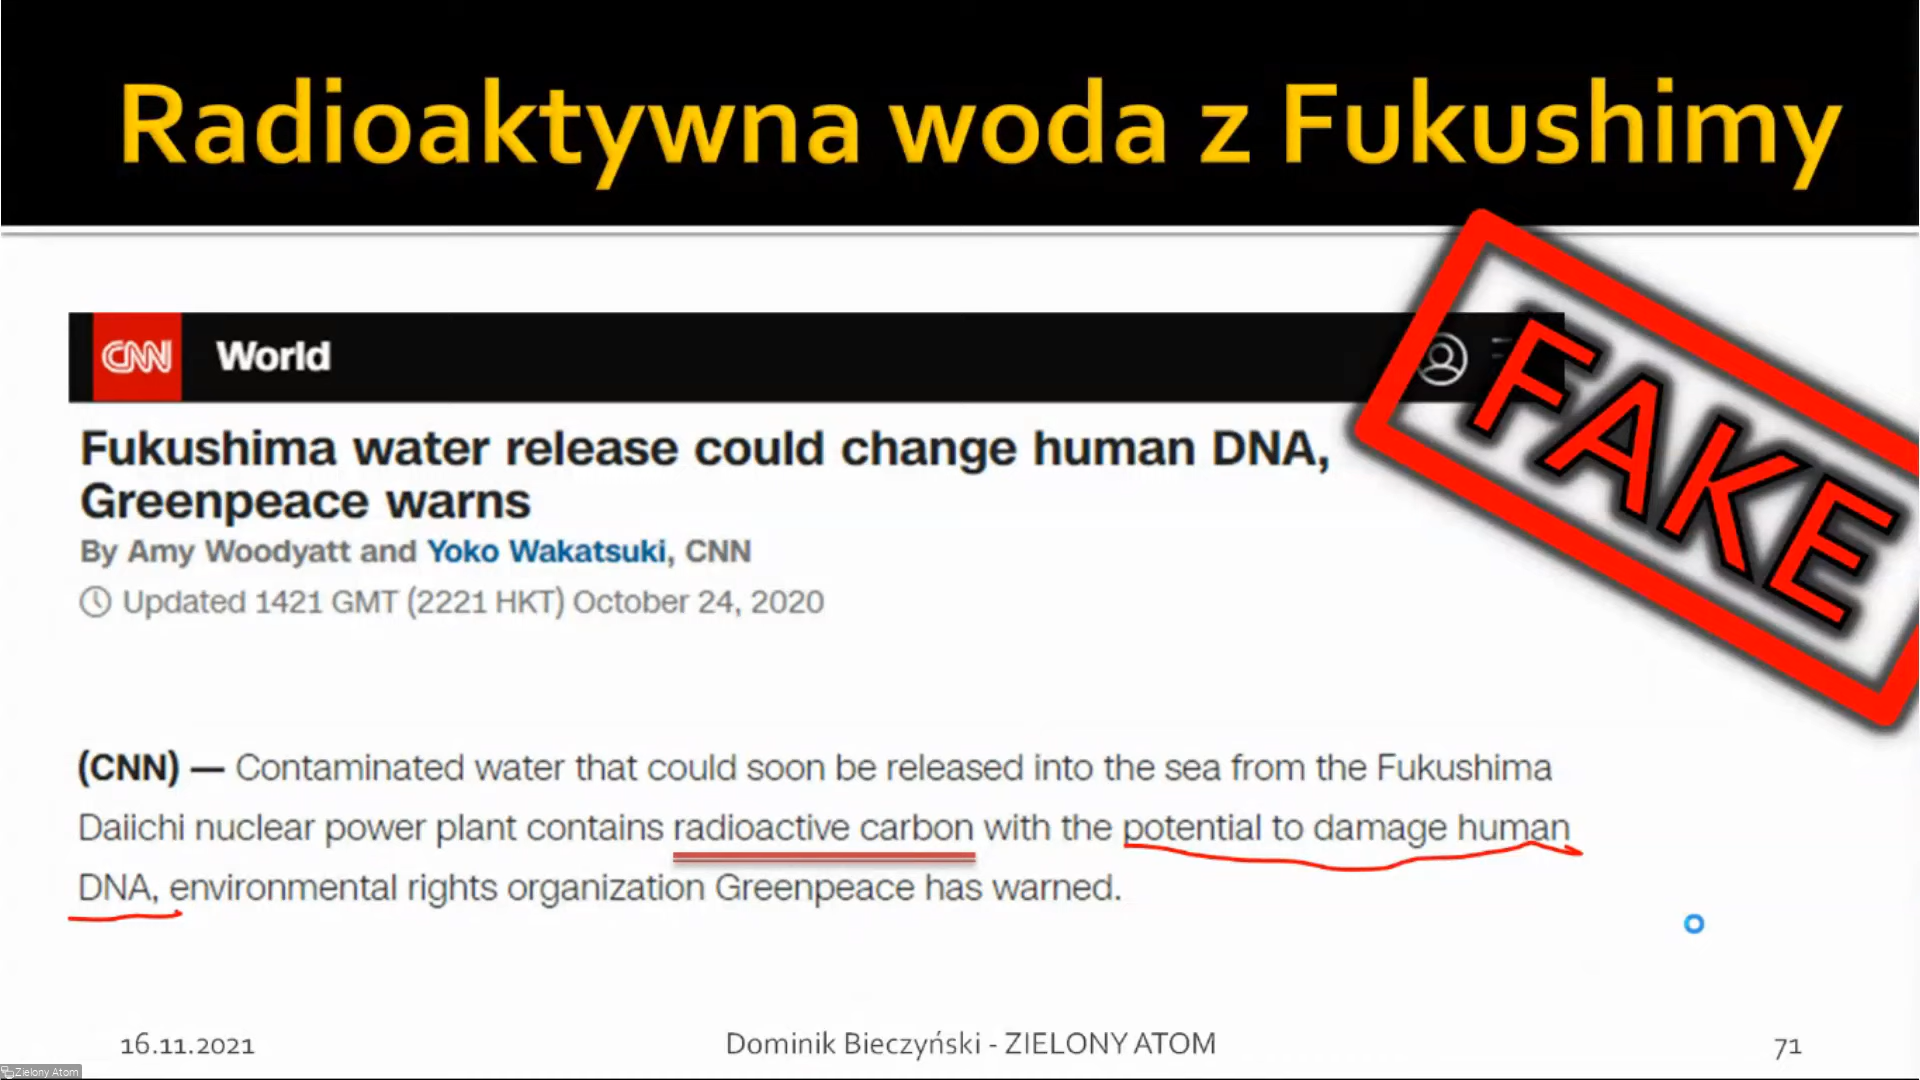 Radioaktywna woda z Fukushimy
CNN World
FAKE
Fukushima water release could change human DNA,
Greenpeace warns
By Amy Woodyatt and Yoko Wakatsuki, CNN
Updated 1421 GMT (2221 HKT) October 24, 2020
(CNN) — Contaminated water that could soon be released into the sea from the Fukushima
Daiichi nuclear power plant contains radioactive carbon with the potential to damage human
DNA, environmental rights organization Greenpeace has warned.
16.11.2021
Dominik Bieczyński - ZIELONY ATOM
71
Zielony Atom